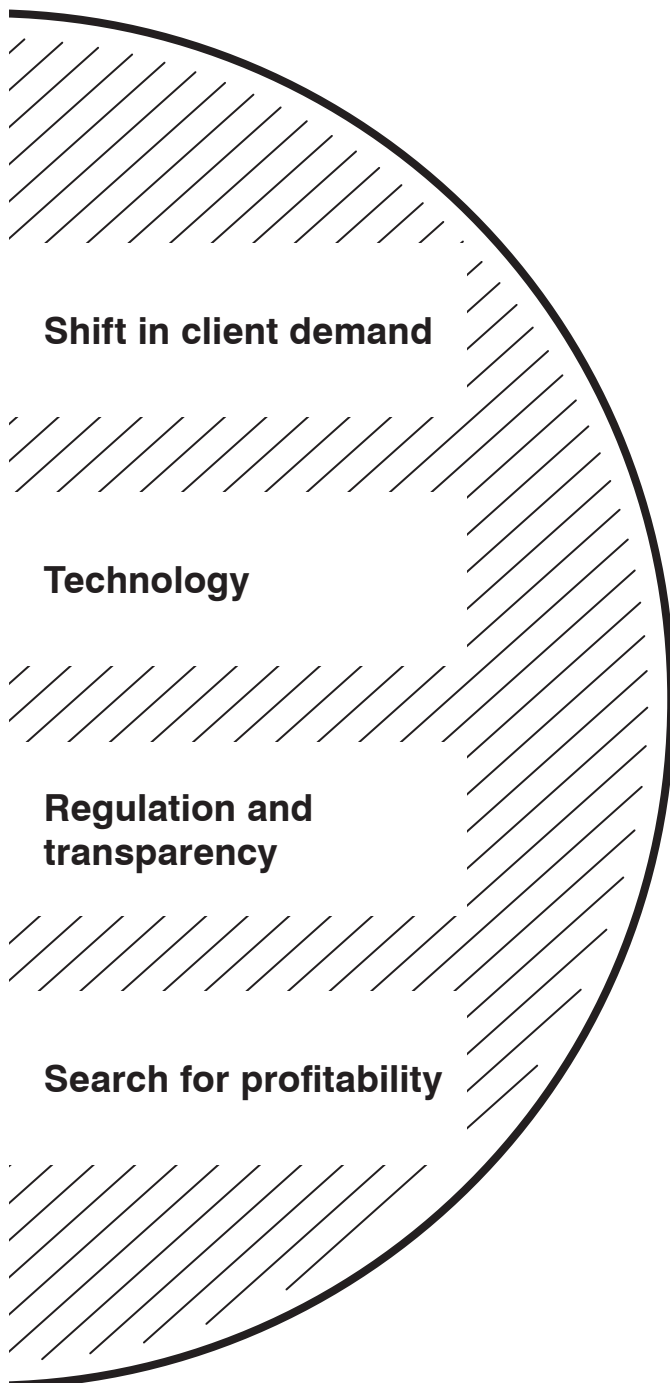 Shift in client demand
Technology
Regulation and
transparency
Search for profitability